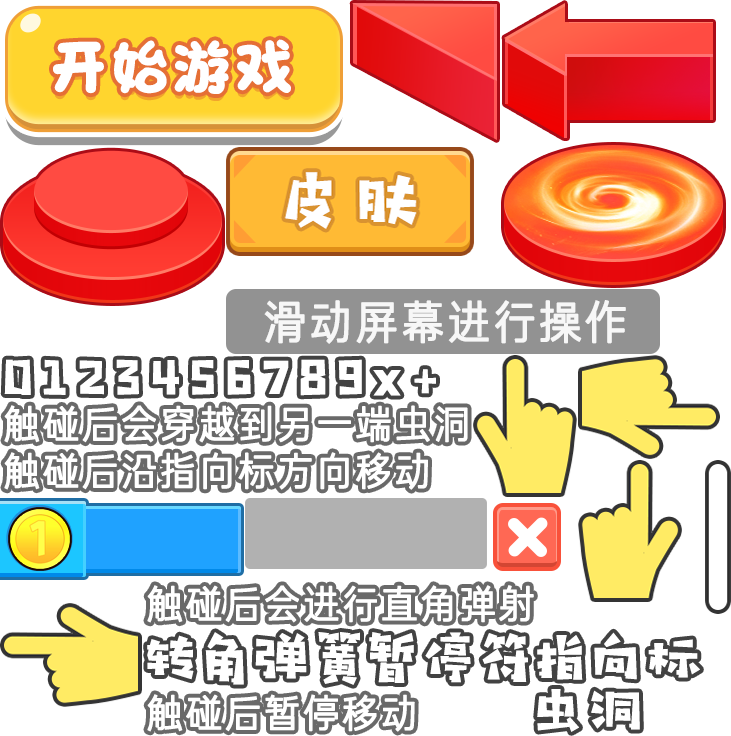 开始游戏
皮肤
滑动屏幕进行操作
0123456789x+
触碰后会穿越到另一端虫洞
触碰后沿指向标方向移动
1
触碰后会进行直角弹射
转角弹簧暂停符指向标
触碰后暂停移动
虫洞